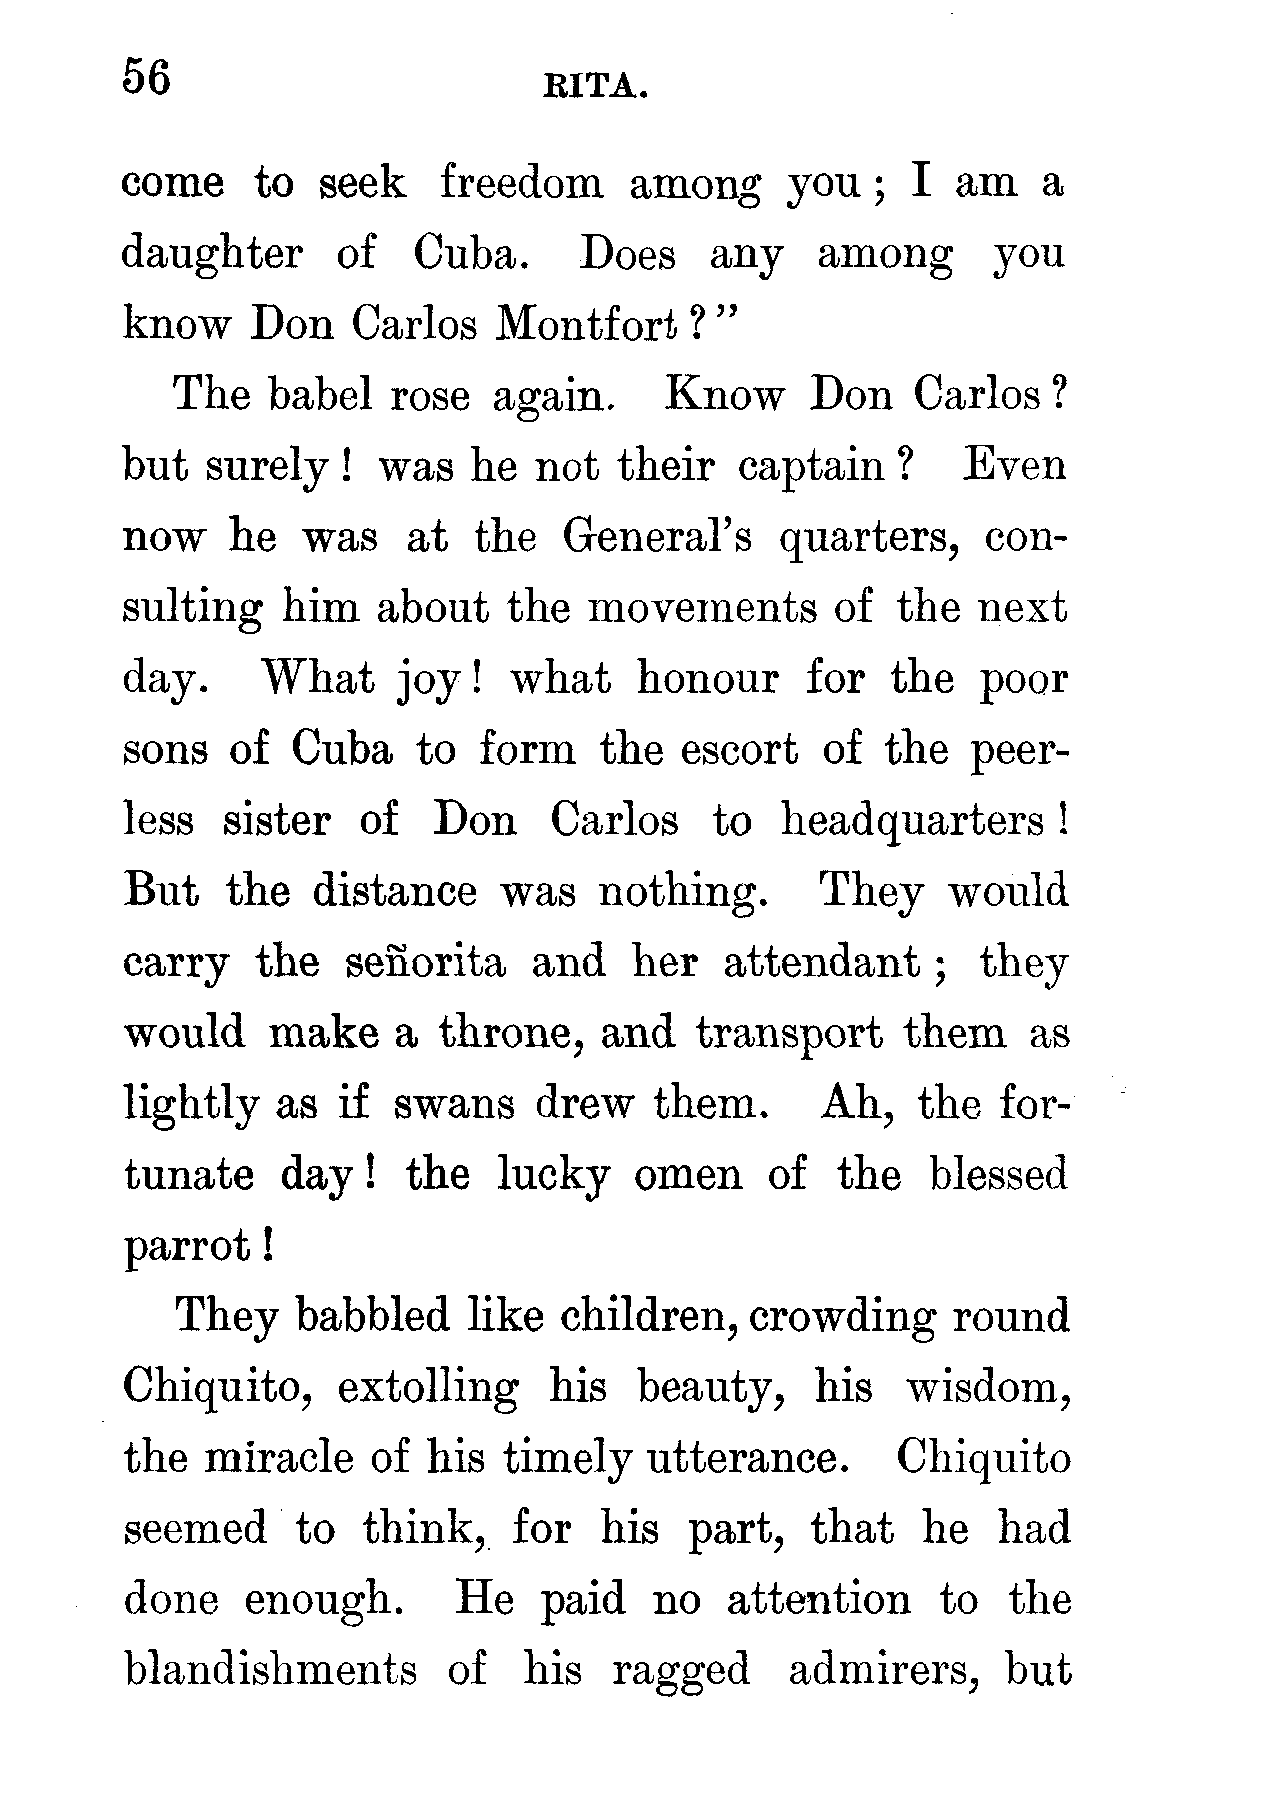 56
RITA.
come to seek freedom among you ; I am a
daughter of Cuba. Does any among you
know Don Carlos Montfort ? ”
The babel rose again. Know Don Carlos ?
but surely ! was he not their captain ? Even
now he was at the General’s quarters, con-
sulting him about the movements of the next
day. What joy ! what honour for the poor
sons of Cuba to form the escort of the peer-
less sister of Don Carlos to headquarters !
But the distance was nothing. They would
carry the señorita and her attendant ; they
would make a throne, and transport them as
lightly as if swans drew them. Ah, the for-
tunate day ! the lucky omen of the blessed
parrot !
They babbled like children, crowding round
Chiquito, extolling his beauty, his wisdom,
the miracle of his timely utterance. Chiquito
seemed to think, for his part, that he had
done enough. He paid no attention to the
blandishments of his ragged admirers, but